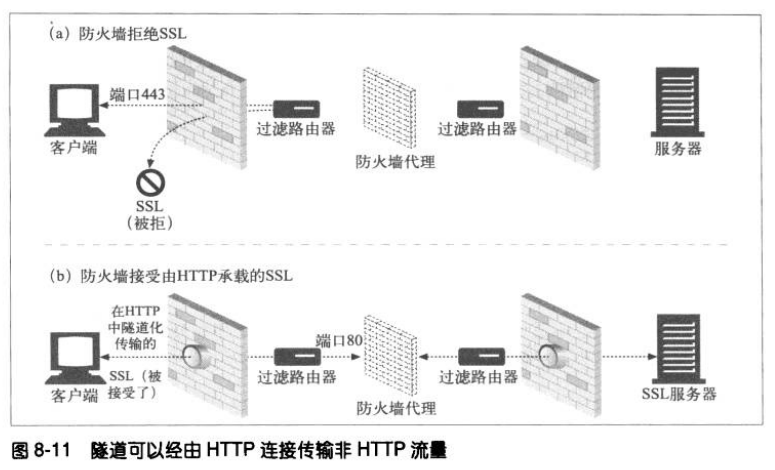 (a) 防火墙拒绝SSL
端口443
客户端
过滤路由器
防火墙代理
过滤路由器
服务器
SSL
(被拒)
(b) 防火墙接受由HTTP承载的SSL
在HTTP
中隧道化
传输的
SSL(被
接受了)
客户端
过滤路由器
端口80
防火墙代理
过滤路由器
SSL服务器
图 8-11 隧道可以经由 HTTP 连接传输非 HTTP 流量